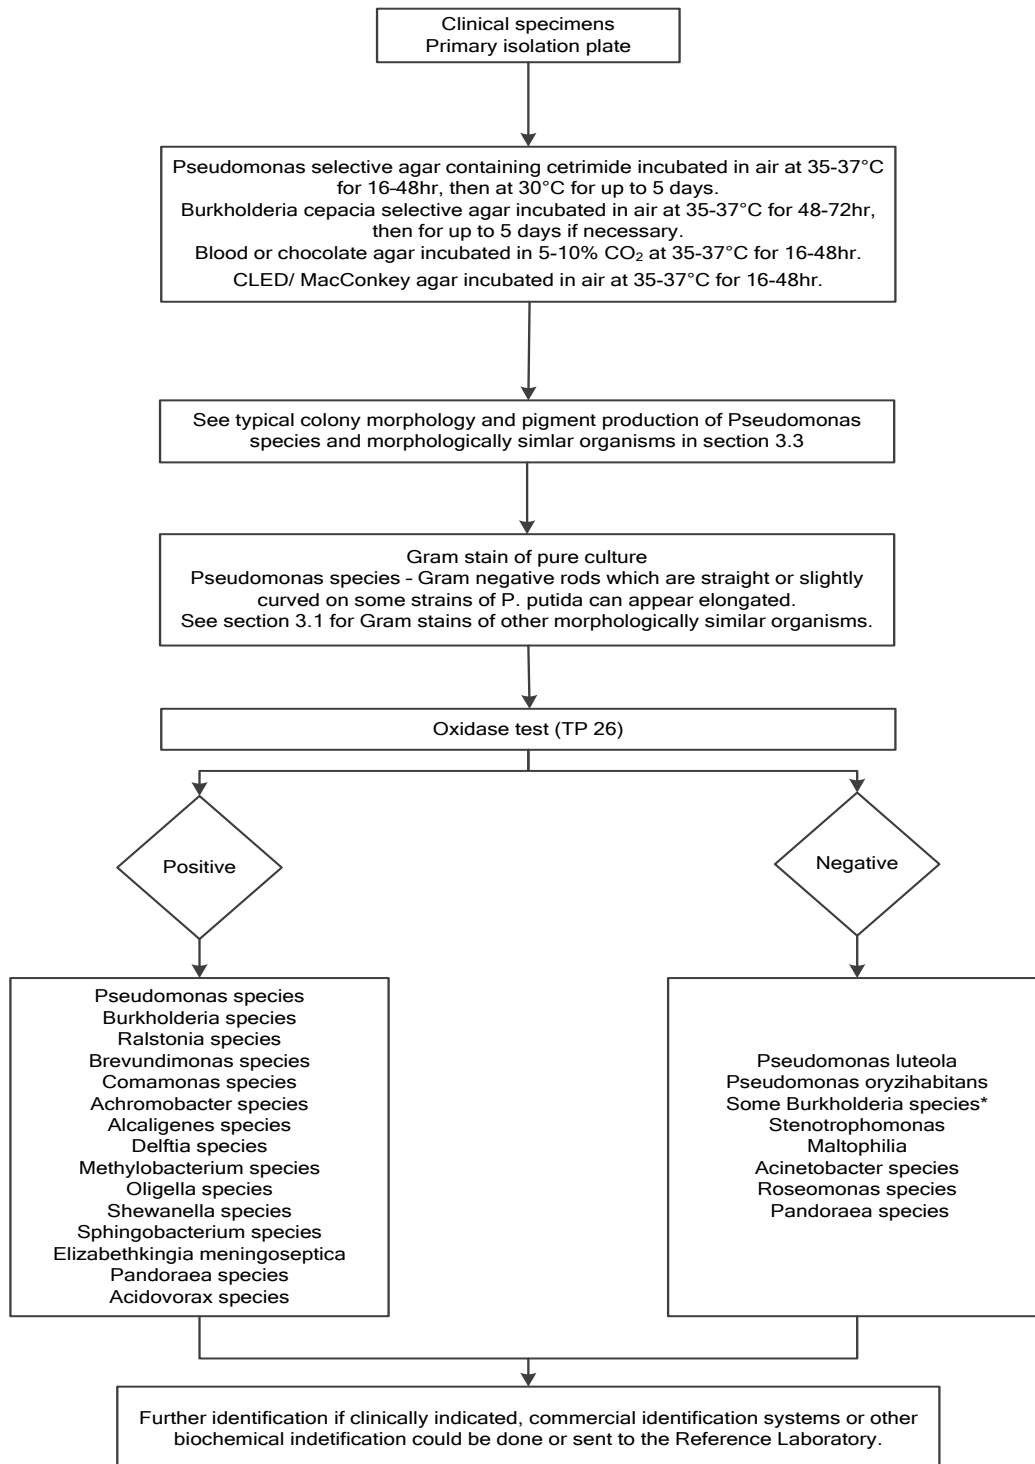 Clinical specimens
Primary isolation plate
Pseudomonas selective agar containing cetrimide incubated in air at 35-37°C
for 16-48hr, then at 30°C for up to 5 days.
Burkholderia cepacia selective agar incubated in air at 35-37°C for 48-72hr,
then for up to 5 days if necessary.
Blood or chocolate agar incubated in 5-10% CO₂ at 35-37°C for 16-48hr.
CLED/ MacConkey agar incubated in air at 35-37°C for 16-48hr.
See typical colony morphology and pigment production of Pseudomonas
species and morphologically simlar organisms in section 3.3
Gram stain of pure culture
Pseudomonas species - Gram negative rods which are straight or slightly
curved on some strains of P. putida can appear elongated.
See section 3.1 for Gram stains of other morphologically similar organisms.
Oxidase test (TP 26)
Positive
Negative
Pseudomonas species
Burkholderia species
Ralstonia species
Brevundimonas species
Comamonas species
Achromobacter species
Alcaligenes species
Delftia species
Methylobacterium species
Oligella species
Shewanella species
Sphingobacterium species
Elizabethkingia meningoseptica
Pandoraea species
Acidovorax species
Pseudomonas luteola
Pseudomonas oryzihabitans
Some Burkholderia species*
Stenotrophomonas
Maltophilia
Acinetobacter species
Roseomonas species
Pandoraea species
Further identification if clinically indicated, commercial identification systems or other
biochemical indetification could be done or sent to the Reference Laboratory.